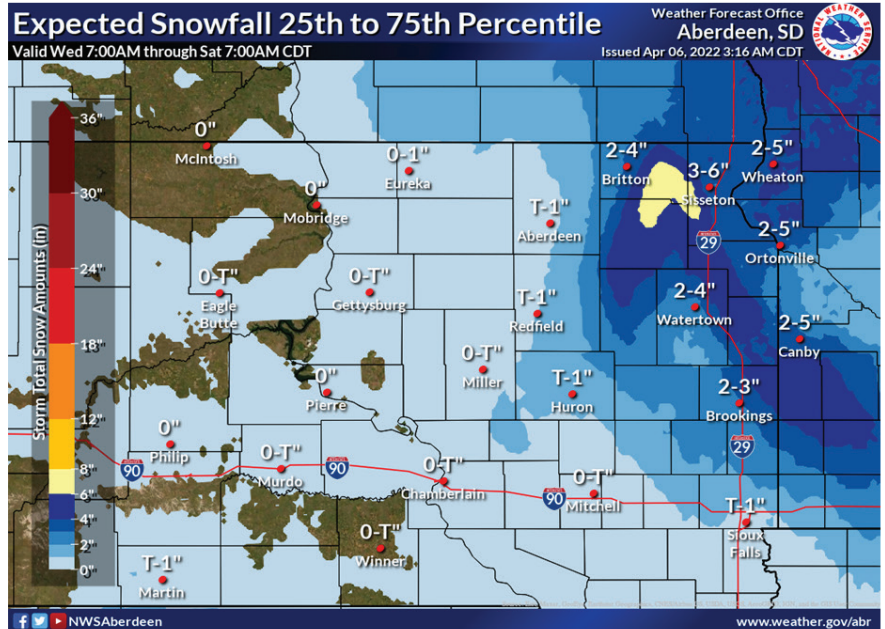 Expected Snowfall 25th to 75th Percentile
Valid Wed 7:00AM through Sat 7:00AM CDT
Weather Forecast Office
Aberdeen, SD
Issued Apr 06, 2022 3:16 AM CDT
NATIONAL WEATHER SERVICE
Storm Total Snow Amounts (in)
36"
30"
24"
18"
12"
8"
6"
4"
2"
0"
0"
McIntosh
0-1"
Eureka
2-4"
Britton
3-6"
Sisseton
2-5"
Wheaton
0"
Mobridge
T-1"
Aberdeen
29
2-5"
Ortonville
0-T"
Eagle
Butte
0-T"
Gettysburg
T-1"
Redfield
2-4"
Watertown
2-5"
Canby
0-T"
Miller
0"
Pierre
T-1"
Huron
2-3"
Brookings
0"
Philip
29
90
0-T"
Murdo
90
0-T"
Chamberlain
90
0-T"
Mitchell
T-1"
Sioux
Falls
0-T"
Winner
T-1"
Martin
NWSAberdeen
www.weather.gov/abr